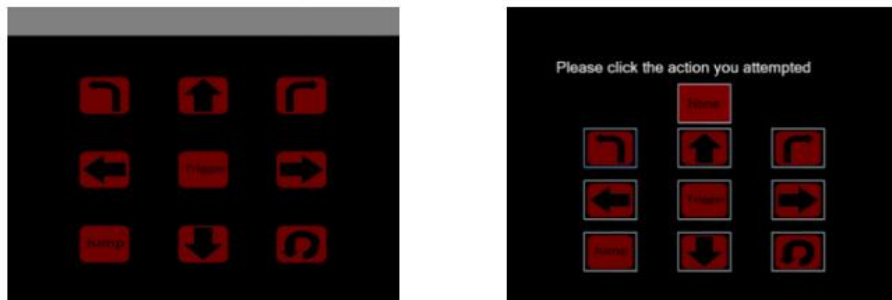 Trigger
Jump
Please click the action you attempted
None
Trigger
Jump